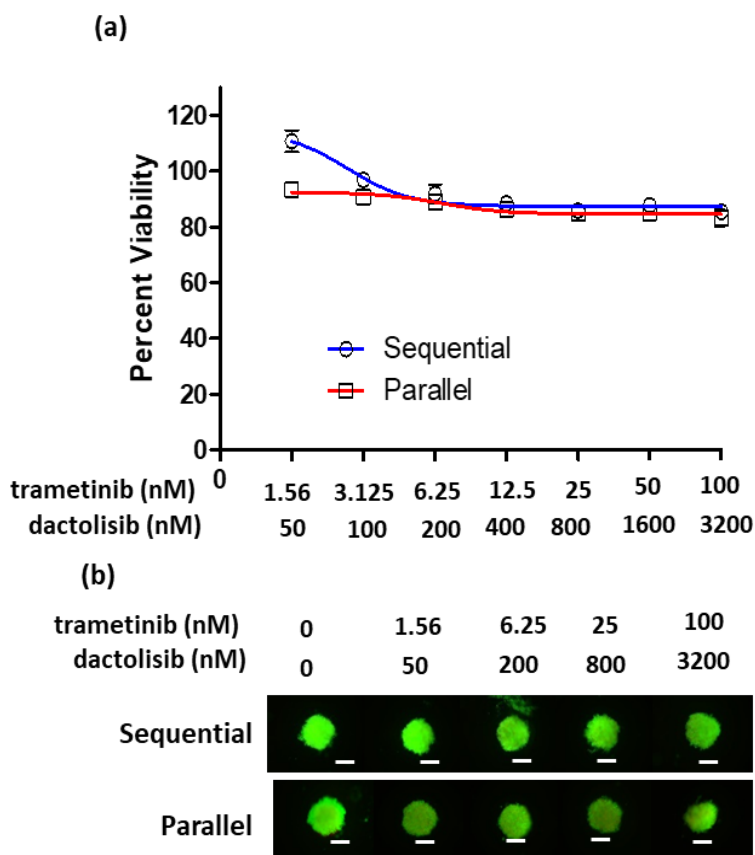 (a)
Percent Viability
120
100
80
60
40
20
0
Sequential
Parallel
0
trametinib (nM) 1.56 3.125 6.25 12.5 25 50 100
dactolisib (nM) 50 100 200 400 800 1600 3200
(b)
trametinib (nM) 0 1.56 6.25 25 100
dactolisib (nM) 0 50 200 800 3200
Sequential
Parallel